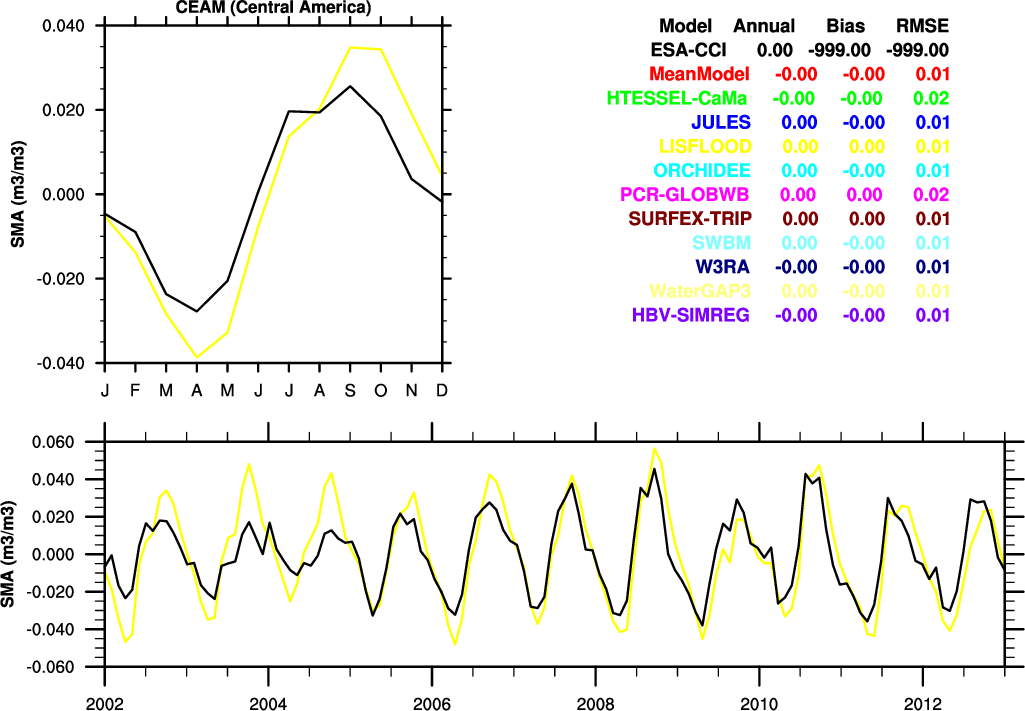 CEAM (Central America)
0.040
0.020
0.000
-0.020
-0.040
SMA (m3/m3)
J F M A M J J A S O N D
Model Annual Bias RMSE
ESA-CCI 0.00 -999.00 -999.00
MeanModel -0.00 -0.00 0.01
HTESSEL-CaMa -0.00 -0.00 0.02
JULES 0.00 -0.00 0.01
LISFLOOD 0.00 0.00 0.01
ORCHIDEE 0.00 -0.00 0.01
PCR-GLOBWB 0.00 0.00 0.02
SURFEX-TRIP 0.00 0.00 0.01
SWBM 0.00 -0.00 0.01
W3RA -0.00 -0.00 0.01
WaterGAP3 0.00 -0.00 0.01
HBV-SIMREG -0.00 -0.00 0.01
0.060
0.040
0.020
0.000
-0.020
-0.040
-0.060
SMA (m3/m3)
2002 2004 2006 2008 2010 2012